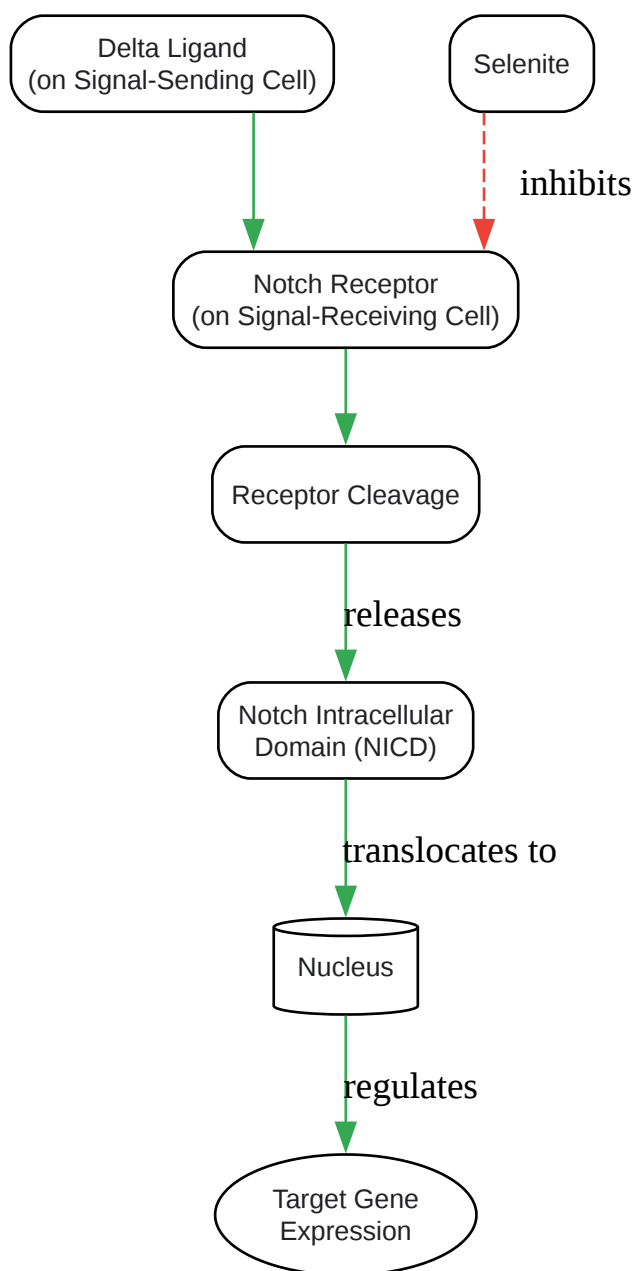 Delta Ligand
(on Signal-Sending Cell)
Selenite
inhibits
Notch Receptor
(on Signal-Receiving Cell)
Receptor Cleavage
releases
Notch Intracellular
Domain (NICD)
translocates to
Nucleus
regulates
Target Gene
Expression